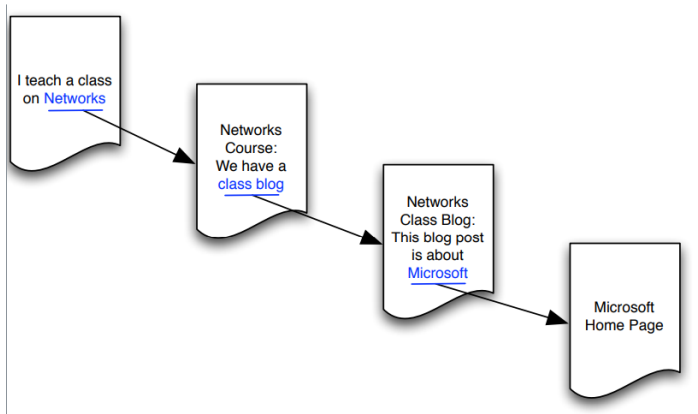 I teach a class
on Networks
Networks
Course:
We have a
class blog
Networks
Class Blog:
This blog post
is about
Microsoft
Microsoft
Home Page